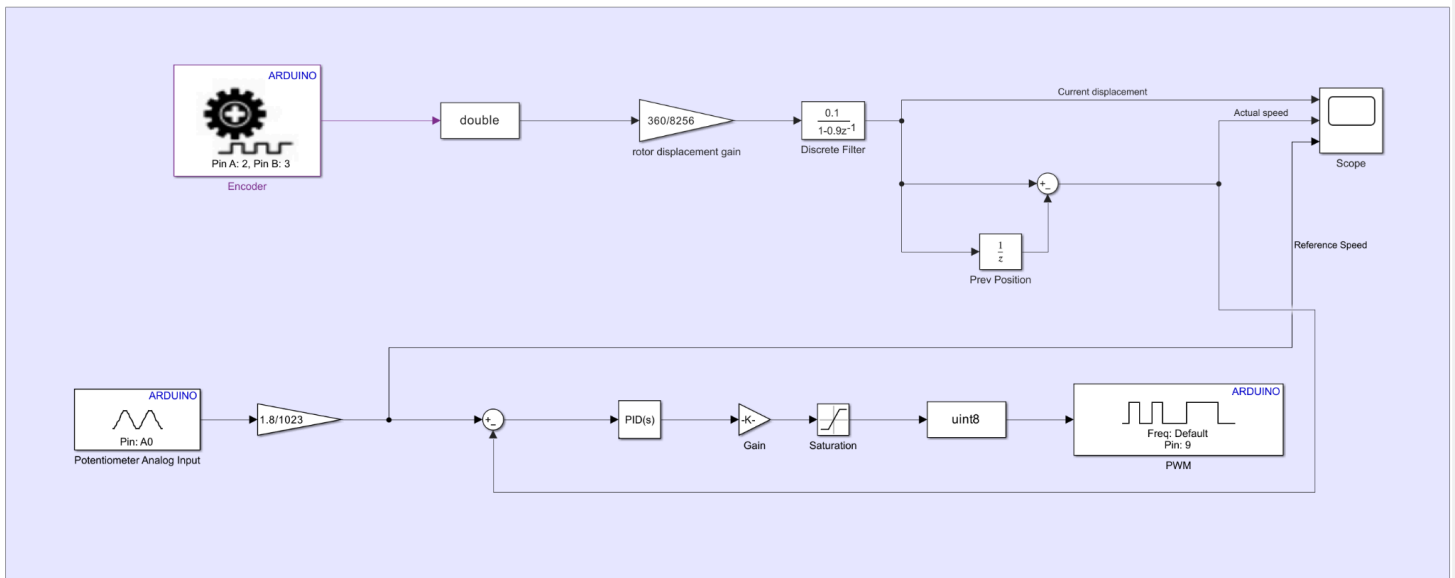 ARDUINO
Pin A: 2, Pin B: 3
Encoder
double
360/8256
rotor displacement gain
0.1
1-0.9z-1
Discrete Filter
Current displacement
Actual speed
Scope
+
-
1
z
Prev Position
Reference Speed
ARDUINO
Pin: A0
Potentiometer Analog Input
1.8/1023
+
-
PID(s)
-K-
Gain
Saturation
uint8
ARDUINO
Freq: Default
Pin: 9
PWM